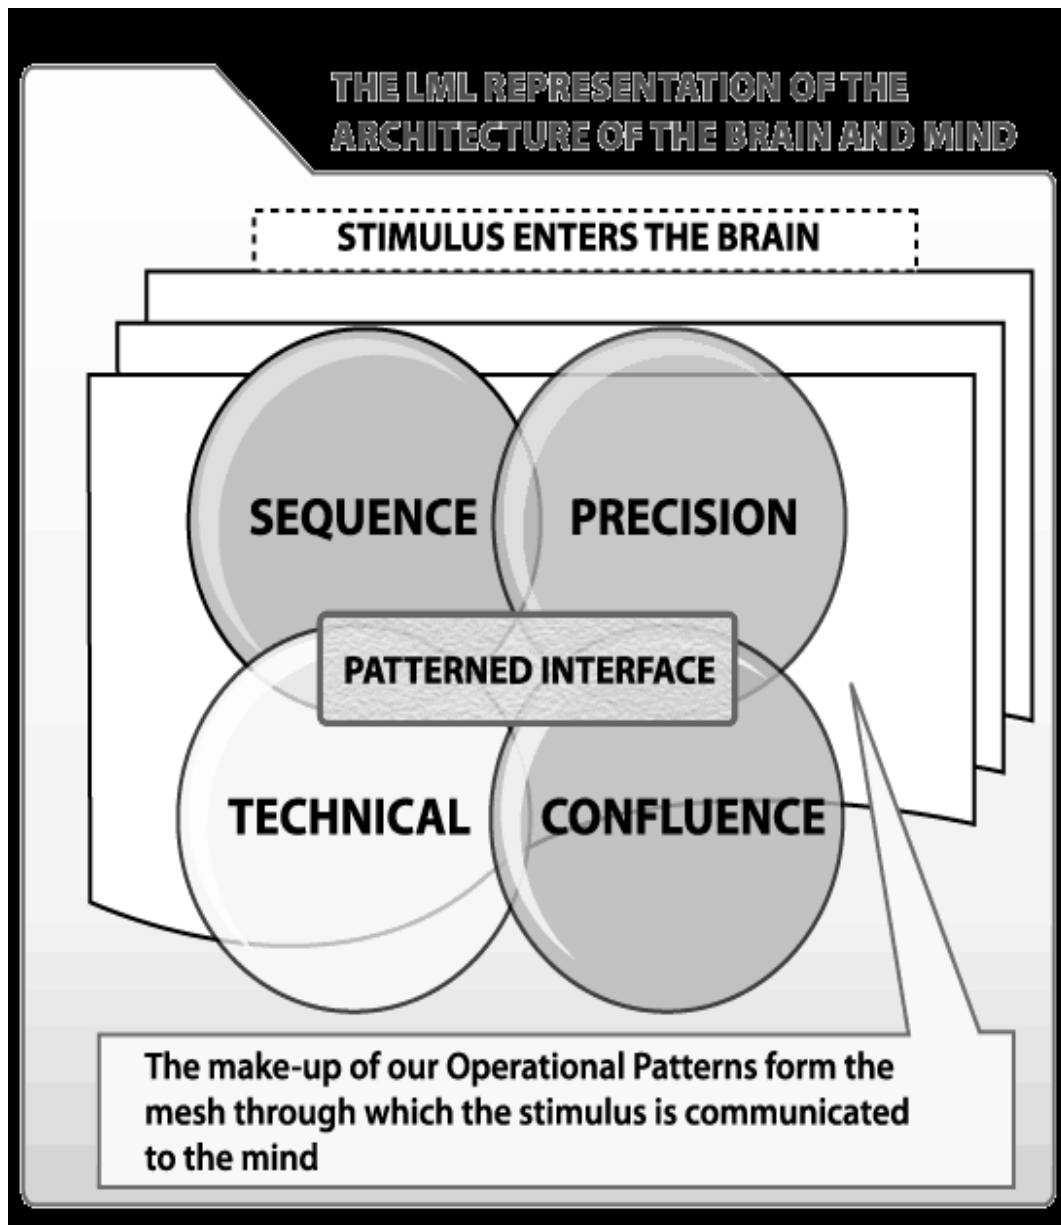 THE LML REPRESENTATION OF THE
ARCHITECTURE OF THE BRAIN AND MIND
STIMULUS ENTERS THE BRAIN
SEQUENCE
PRECISION
PATTERNED INTERFACE
TECHNICAL
CONFLUENCE
The make-up of our Operational Patterns form the
mesh through which the stimulus is communicated
to the mind